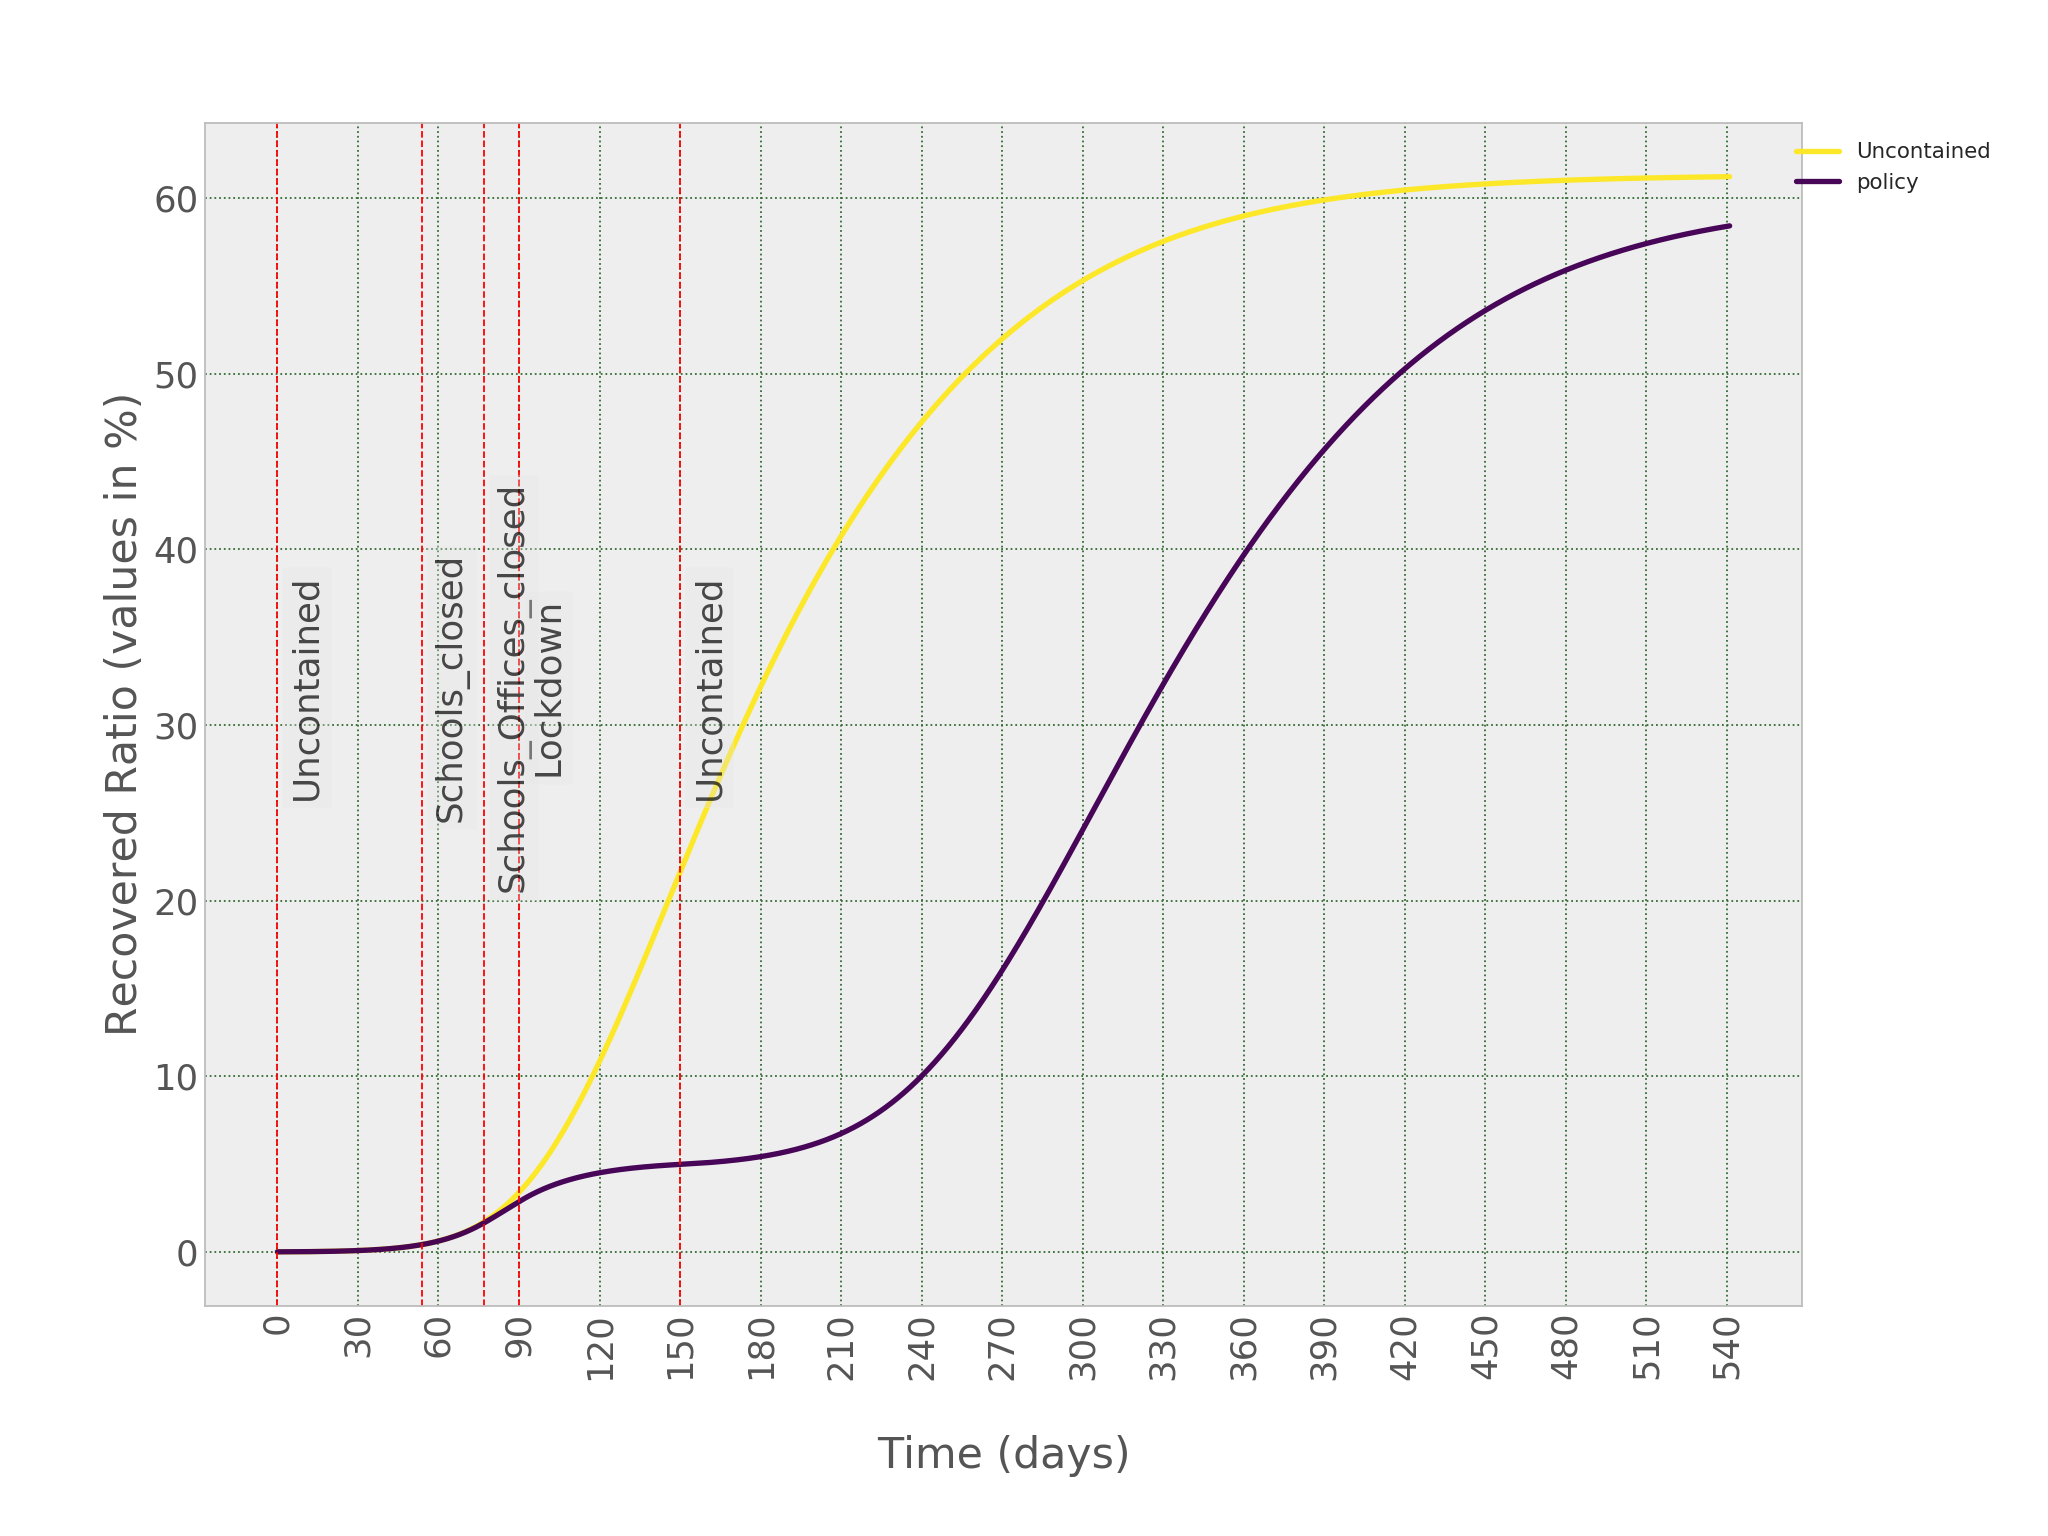 Uncontained
policy
Recovered Ratio (values in %)
60
50
40
30
20
10
0
Uncontained
Schools_closed
Schools_Offices_closed
Lockdown
Uncontained
0
30
60
90
120
150
180
210
240
270
300
330
360
390
420
450
480
510
540
Time (days)